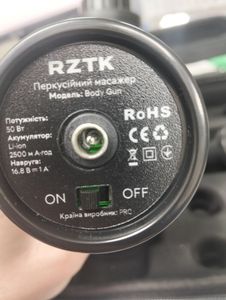 RZTK
Перкусійний масажер
Модель: Body Gun
Потужність:
50 Вт
Акумулятор:
Li-ion
2500 мА·год
Напруга:
16.8 В ⎓ 1 А
RoHS
CE
ON OFF
Країна виробник: PRC